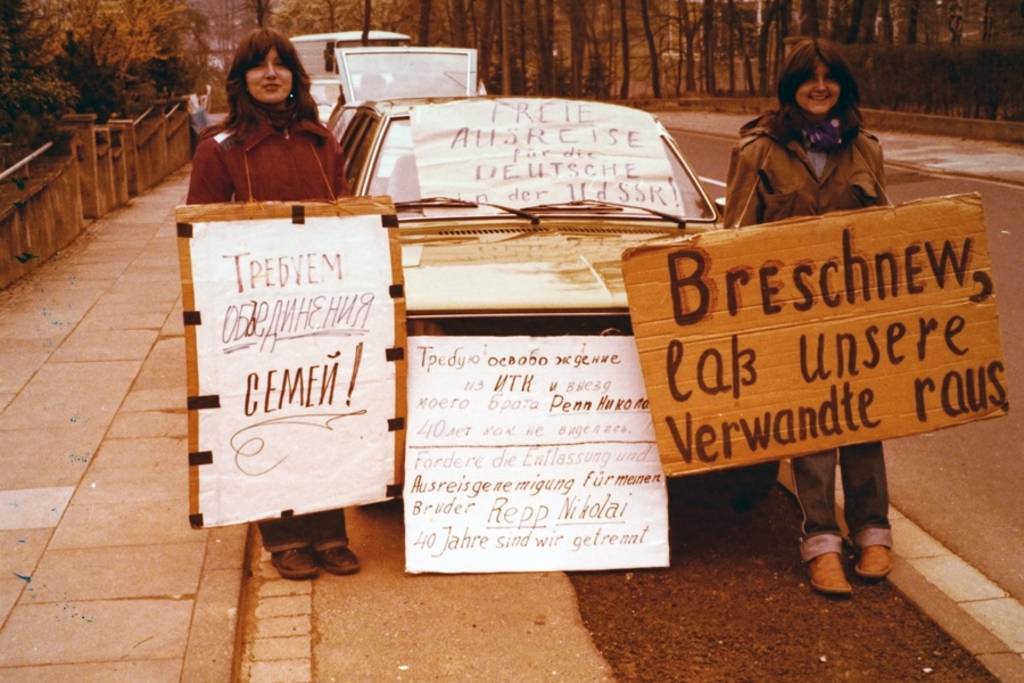 FREIE
AUSREISE
für die
DEUTSCHE
in der UdSSR!
ТРЕБУЕМ
ОБЪЕДИНЕНИЯ
СЕМЕЙ!
Требую освобождение
из ИТК и выезд
моего брата Репп Никола
40 лет как не виделись!
Fordere die Entlassung und
Ausreisgenemigung für meinen
Bruder Repp Nikolai
40 Jahre sind wir getrennt
Breschnew,
laß unsere
Verwandte raus